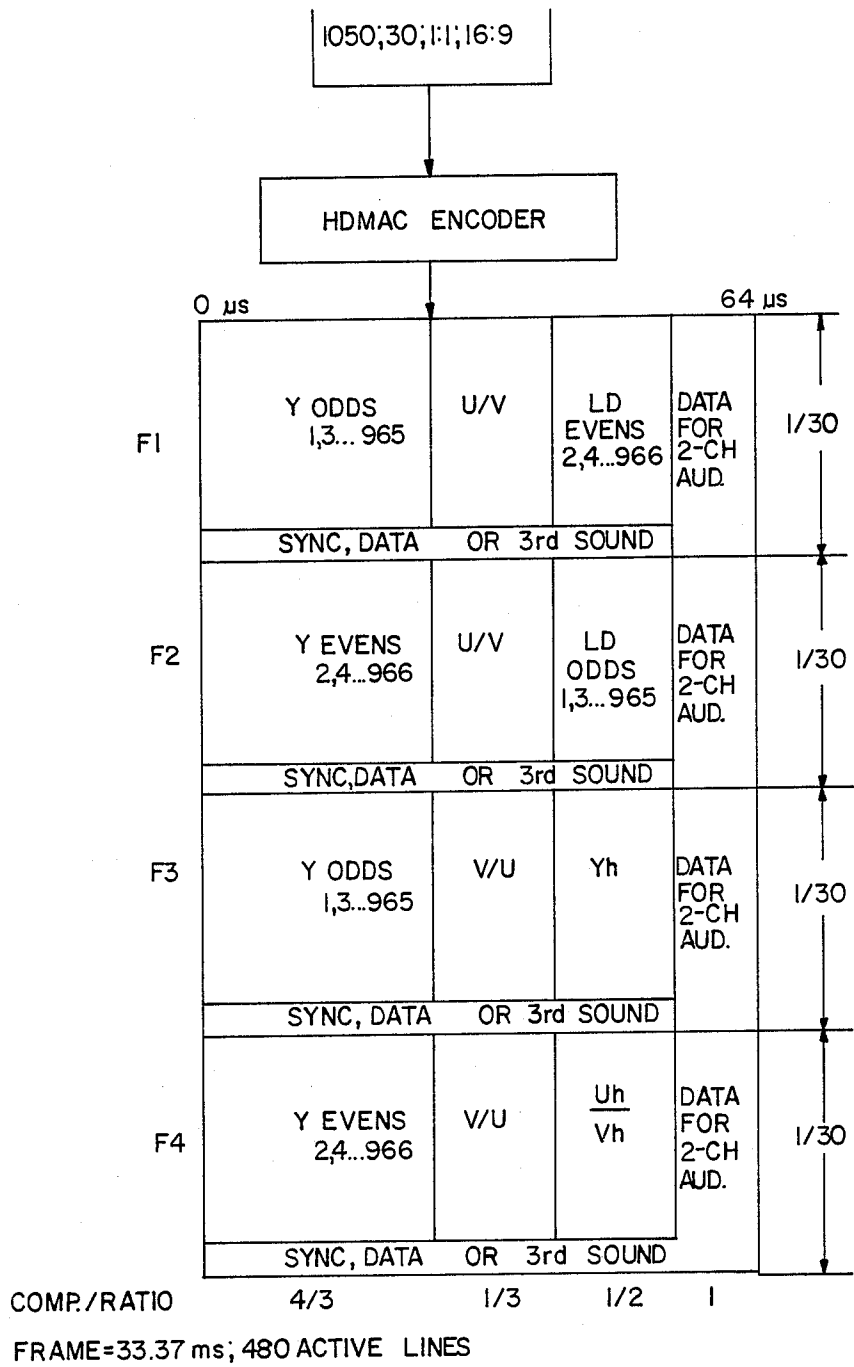 1050;30;1:1;16:9
HDMAC ENCODER
0 µs
64 µs
F1
Y ODDS
1,3...965
U/V
LD
EVENS
2,4...966
DATA
FOR
2-CH
AUD.
1/30
SYNC, DATA OR 3rd SOUND
F2
Y EVENS
2,4...966
U/V
LD
ODDS
1,3...965
DATA
FOR
2-CH
AUD.
1/30
SYNC,DATA OR 3rd SOUND
F3
Y ODDS
1,3...965
V/U
Yh
DATA
FOR
2-CH
AUD.
1/30
SYNC, DATA OR 3rd SOUND
F4
Y EVENS
2,4...966
V/U
Uh
Vh
DATA
FOR
2-CH
AUD.
1/30
SYNC, DATA OR 3rd SOUND
COMP./RATIO 4/3 1/3 1/2 1
FRAME=33.37 ms; 480 ACTIVE LINES